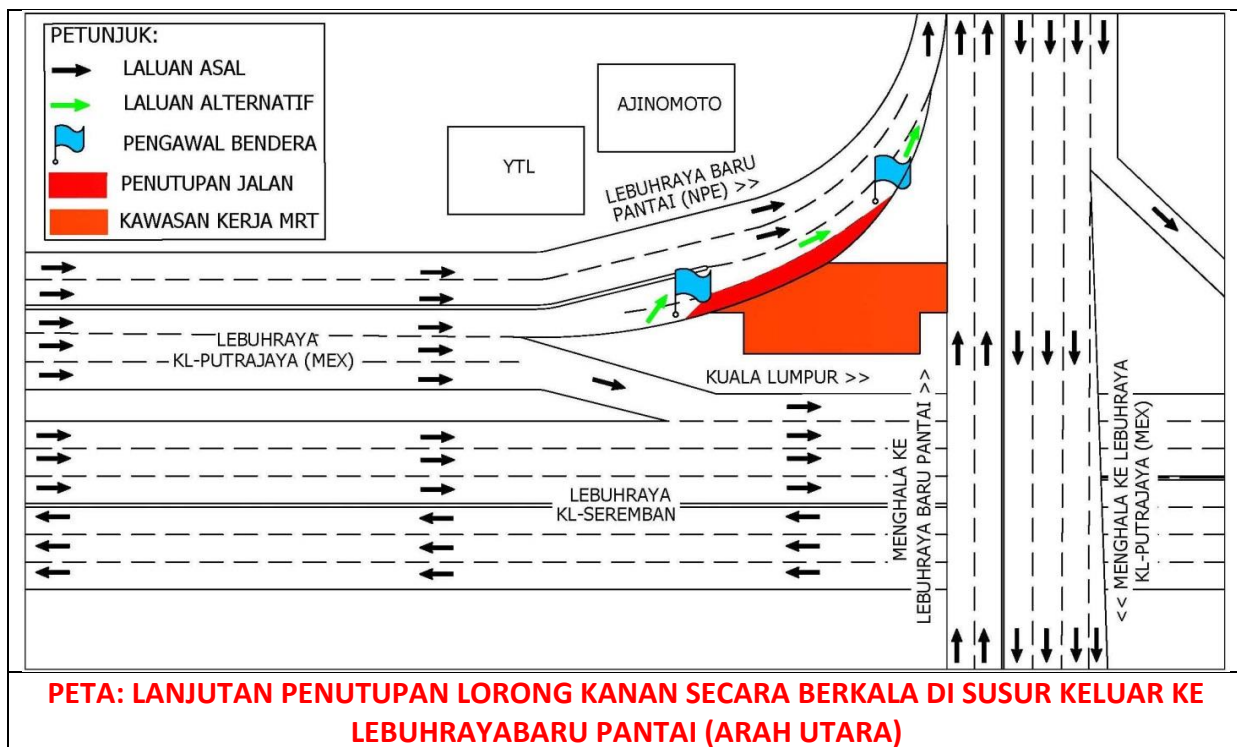 PETUNJUK:
LALUAN ASAL
LALUAN ALTERNATIF
PENGAWAL BENDERA
PENUTUPAN JALAN
KAWASAN KERJA MRT
AJINOMOTO
YTL
LEBUHRAYA BARU
PANTAI (NPE) >>
LEBUHRAYA
KL-PUTRAJAYA (MEX)
KUALA LUMPUR >>
LEBUHRAYA
KL-SEREMBAN
MENGHALA KE
LEBUHRAYA BARU PANTAI >>
<< MENGHALA KE LEBUHRAYA
KL-PUTRAJAYA (MEX)
PETA: LANJUTAN PENUTUPAN LORONG KANAN SECARA BERKALA DI SUSUR KELUAR KE
LEBUHRAYABARU PANTAI (ARAH UTARA)